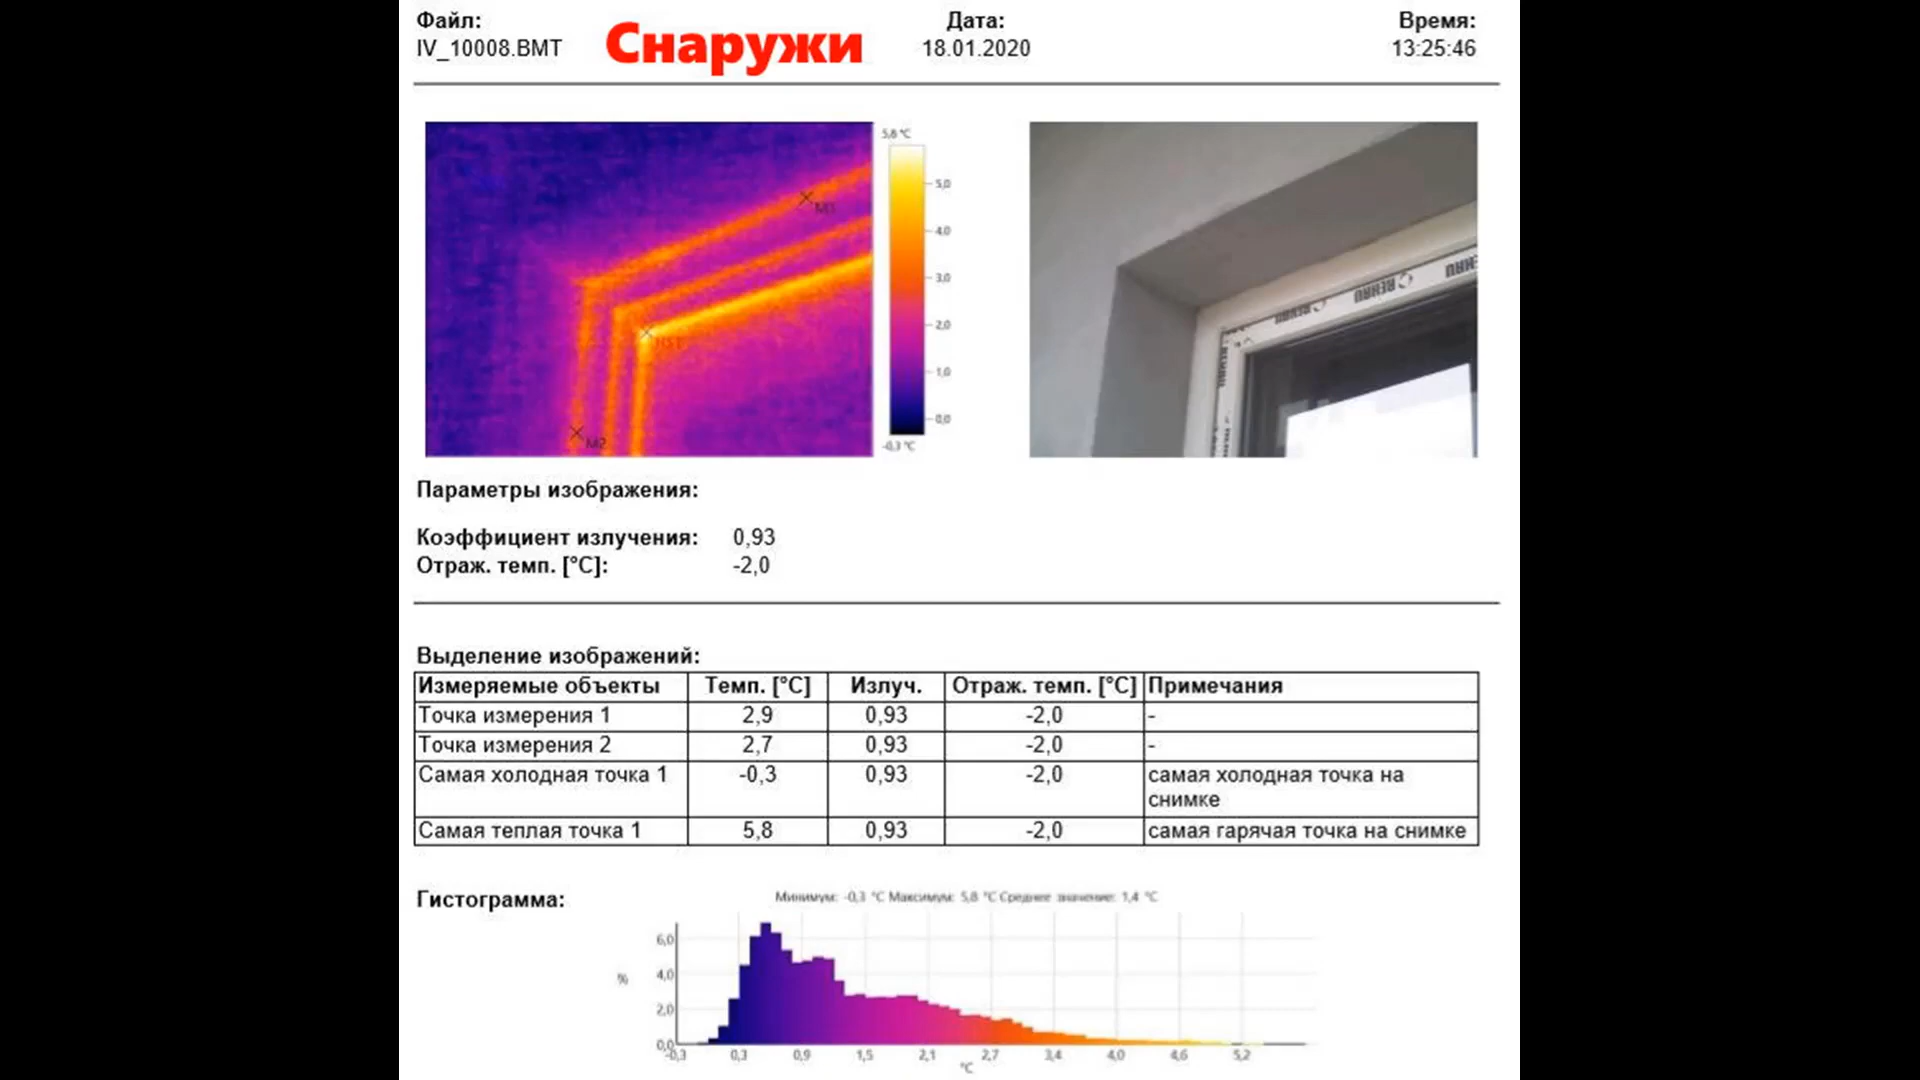 Файл: Дата: Время:
IV_10008.BMT Снаружи 18.01.2020 13:25:46
5,8 °C
5,0
4,0
3,0
2,0
1,0
0,0
-0,3 °C
M1
M2
REHAU REHAU
Параметры изображения:
Коэффициент излучения: 0,93
Отраж. темп. [°C]: -2,0
Выделение изображений:
Измеряемые объекты Темп. [°C] Излуч. Отраж. темп. [°C] Примечания
Точка измерения 1 2,9 0,93 -2,0 -
Точка измерения 2 2,7 0,93 -2,0 -
Самая холодная точка 1 -0,3 0,93 -2,0 самая холодная точка на
снимке
Самая теплая точка 1 5,8 0,93 -2,0 самая гарячая точка на снимке
Гистограмма:
Минимум: -0,3 °C Максимум: 5,8 °C Среднее значение: 1,4 °C
6,0
%
4,0
2,0
0,0
-0,3 0,3 0,9 1,5 2,1 2,7 3,4 4,0 4,6 5,2
°C